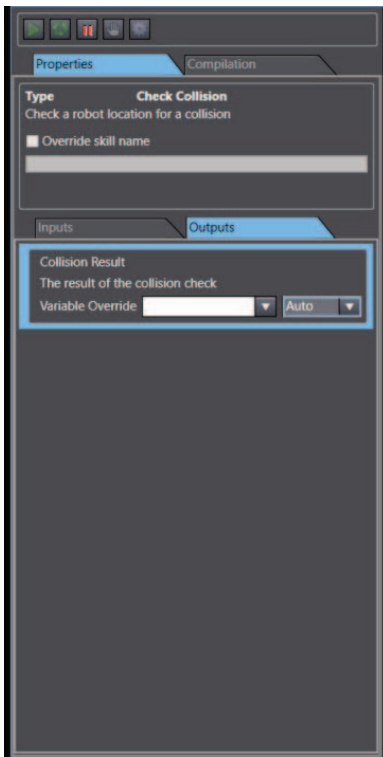 Properties Compilation
Type Check Collision
Check a robot location for a collision
Override skill name
Inputs Outputs
Collision Result
The result of the collision check
Variable Override Auto